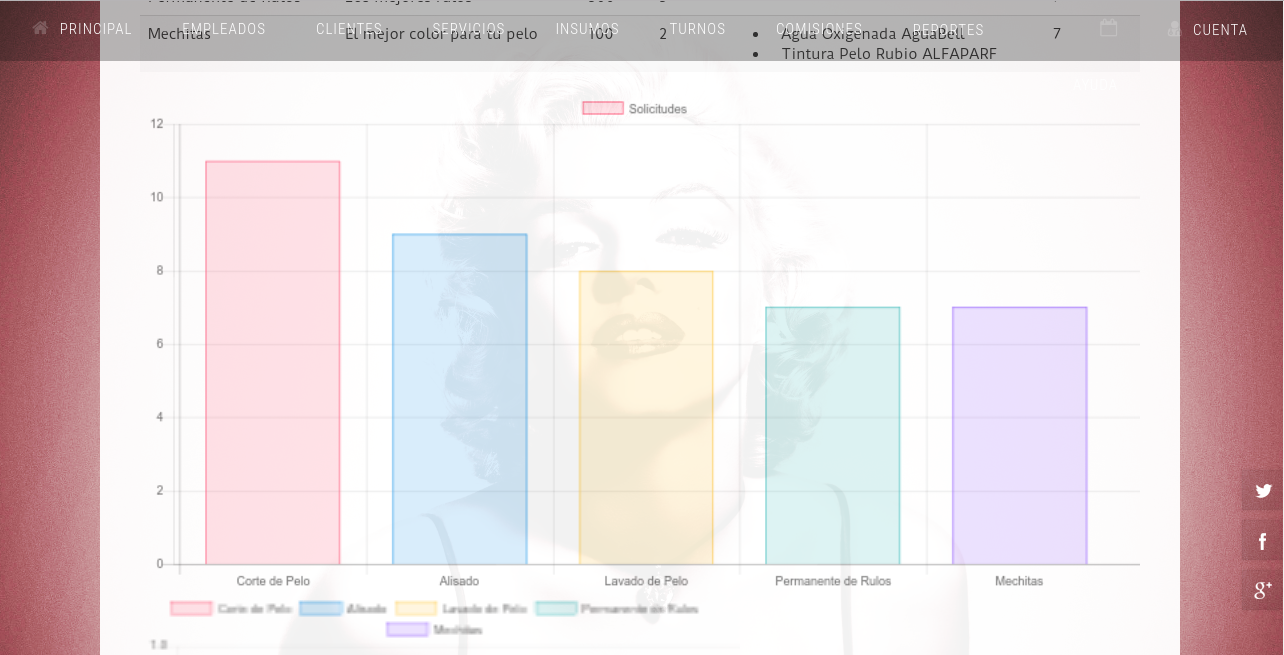 PRINCIPAL EMPLEADOS CLIENTES SERVICIOS INSUMOS TURNOS COMISIONES REPORTES CUENTA
Mechitas El mejor color para tu pelo 100 2 • Agua Oxigenada AguaBell 7
• Tintura Pelo Rubio ALFAPARF
Solicitudes
12
10
8
6
4
2
0
Corte de Pelo Alisado Lavado de Pelo Permanente de Rulos Mechitas
Corte de Pelo Alisado Lavado de Pelo Permanente de Rulos
Mechitas